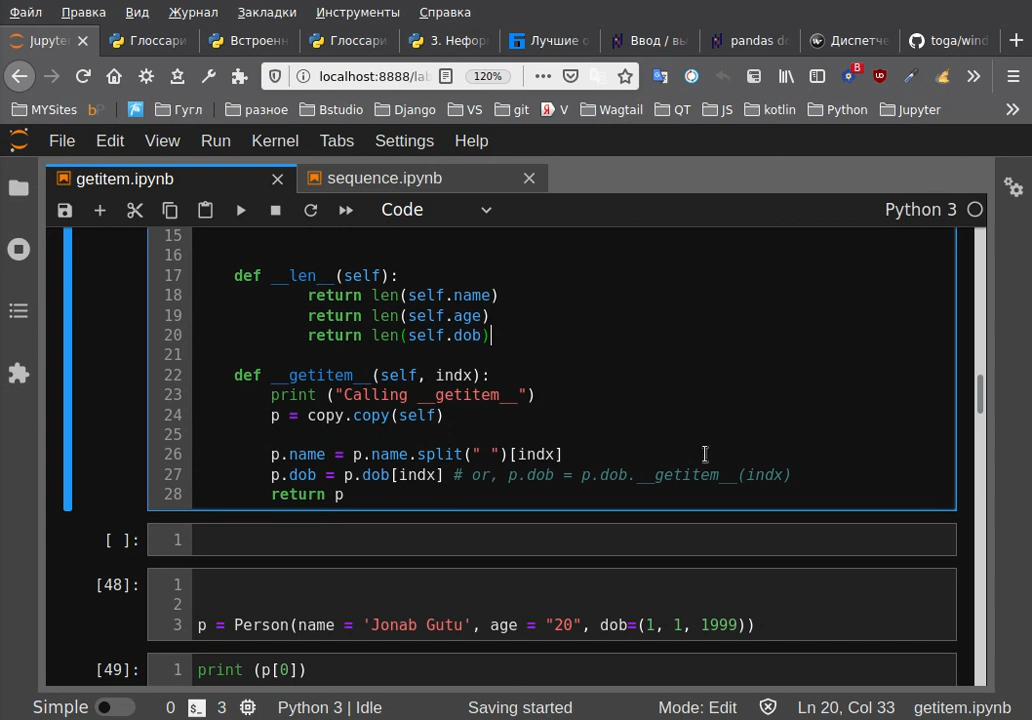 Файл Правка Вид Журнал Закладки Инструменты Справка
Jupyte Глоссари Встроенн Глоссари 3. Нефор Лучшие о Ввод / вы pandas do Диспетче toga/wind
localhost:8888/lab 120%
MYSites bP Гугл разное Bstudio Django VS git Я V Wagtail QT JS kotlin Python Jupyter
File Edit View Run Kernel Tabs Settings Help
getitem.ipynb sequence.ipynb
Code Python 3
15
16
17 def __len__(self):
18 return len(self.name)
19 return len(self.age)
20 return len(self.dob)
21
22 def __getitem__(self, indx):
23 print ("Calling __getitem__")
24 p = copy.copy(self)
25
26 p.name = p.name.split(" ")[indx]
27 p.dob = p.dob[indx] # or, p.dob = p.dob.__getitem__(indx)
28 return p
[ ]: 1
[48]: 1
2
3 p = Person(name = 'Jonab Gutu', age = "20", dob=(1, 1, 1999))
[49]: 1 print (p[0])
Simple 0 $_ 3 Python 3 | Idle Saving started Mode: Edit Ln 20, Col 33 getitem.ipynb